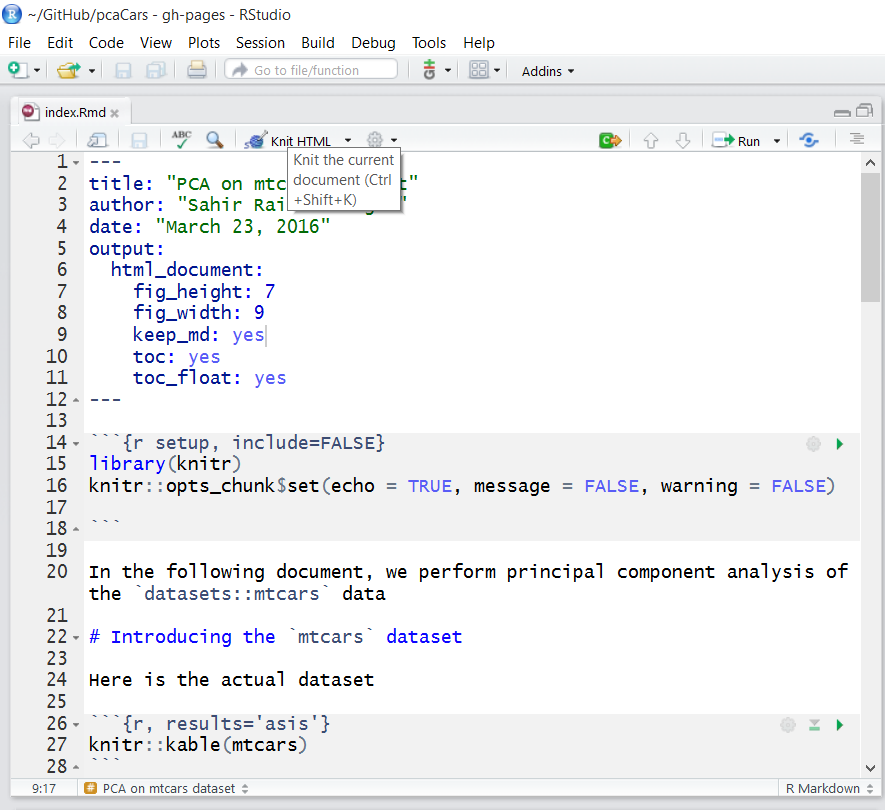 ~/GitHub/pcaCars - gh-pages - RStudio
File Edit Code View Plots Session Build Debug Tools Help
Go to file/function Addins
index.Rmd
ABC Knit HTML Run
Knit the current
document (Ctrl
+Shift+K)
1 ---
2 title: "PCA on mtc t"
3 author: "Sahir Rai "
4 date: "March 23, 2016"
5 output:
6 html_document:
7 fig_height: 7
8 fig_width: 9
9 keep_md: yes
10 toc: yes
11 toc_float: yes
12 ---
13
14 ```{r setup, include=FALSE}
15 library(knitr)
16 knitr::opts_chunk$set(echo = TRUE, message = FALSE, warning = FALSE)
17
18 ```
19
20 In the following document, we perform principal component analysis of
the `datasets::mtcars` data
21
22 # Introducing the `mtcars` dataset
23
24 Here is the actual dataset
25
26 ```{r, results='asis'}
27 knitr::kable(mtcars)
28 ```
9:17 # PCA on mtcars dataset R Markdown